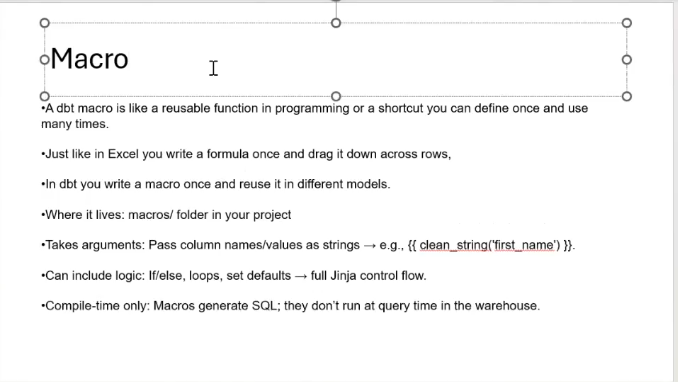 Macro
•A dbt macro is like a reusable function in programming or a shortcut you can define once and use
many times.
•Just like in Excel you write a formula once and drag it down across rows,
•In dbt you write a macro once and reuse it in different models.
•Where it lives: macros/ folder in your project
•Takes arguments: Pass column names/values as strings → e.g., {{ clean_string('first_name') }}.
•Can include logic: If/else, loops, set defaults → full Jinja control flow.
•Compile-time only: Macros generate SQL; they don’t run at query time in the warehouse.